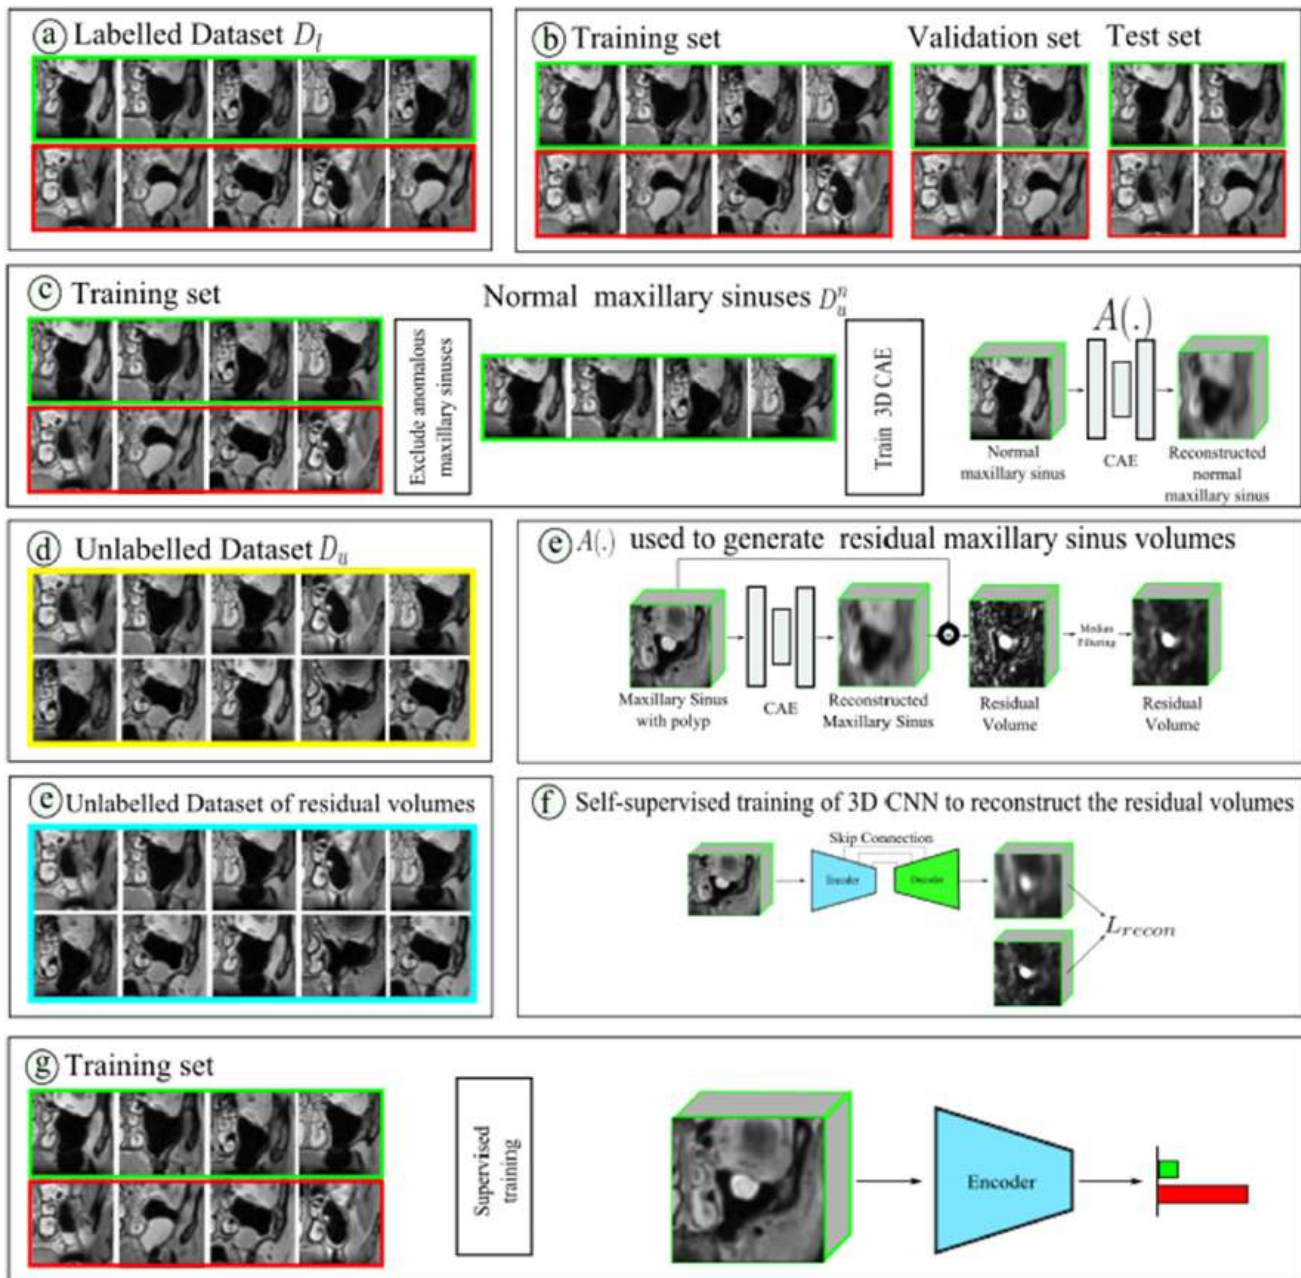 a Labelled Dataset D_l
b Training set
Validation set
Test set
c Training set
Exclude anomalous
maxillary sinuses
Normal maxillary sinuses D_u^n
Train 3D CAE
A(.)
Normal
maxillary sinus
CAE
Reconstructed
normal
maxillary sinus
d Unlabelled Dataset D_u
e A(.) used to generate residual maxillary sinus volumes
Maxillary Sinus
with polyp
CAE
Reconstructed
Maxillary Sinus
Residual
Volume
Median
Filtering
Residual
Volume
e Unlabelled Dataset of residual volumes
f Self-supervised training of 3D CNN to reconstruct the residual volumes
Skip Connection
Encoder
Decoder
L_recon
g Training set
Supervised
training
Encoder